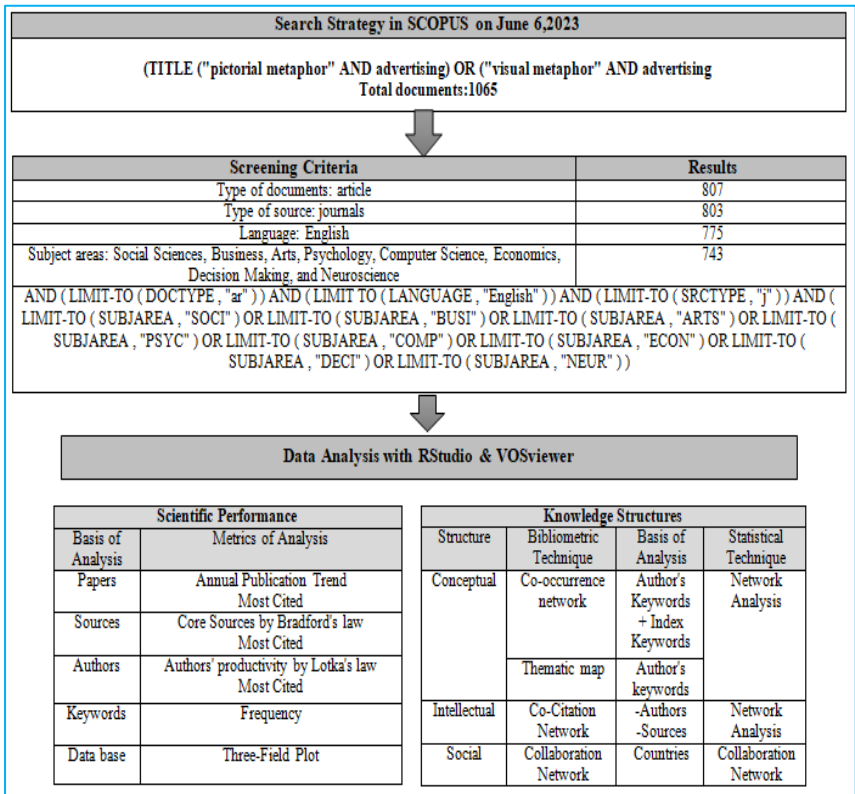 Search Strategy in SCOPUS on June 6,2023
(TITLE ("pictorial metaphor" AND advertising) OR ("visual metaphor" AND advertising
Total documents:1065
Screening Criteria Results
Type of documents: article 807
Type of source: journals 803
Language: English 775
Subject areas: Social Sciences, Business, Arts, Psychology, Computer Science, Economics, 743
Decision Making, and Neuroscience
AND ( LIMIT-TO ( DOCTYPE , "ar" ) ) AND ( LIMIT TO ( LANGUAGE , "English" ) ) AND ( LIMIT-TO ( SRCTYPE , "j" ) ) AND (
LIMIT-TO ( SUBJAREA , "SOCI" ) OR LIMIT-TO ( SUBJAREA , "BUSI" ) OR LIMIT-TO ( SUBJAREA , "ARTS" ) OR LIMIT-TO (
SUBJAREA , "PSYC" ) OR LIMIT-TO ( SUBJAREA , "COMP" ) OR LIMIT-TO ( SUBJAREA , "ECON" ) OR LIMIT-TO (
SUBJAREA , "DECI" ) OR LIMIT-TO ( SUBJAREA , "NEUR" ) )
Data Analysis with RStudio & VOSviewer
Scientific Performance
Basis of Metrics of Analysis
Analysis
Papers Annual Publication Trend
Most Cited
Sources Core Sources by Bradford's law
Most Cited
Authors Authors' productivity by Lotka's law
Most Cited
Keywords Frequency
Data base Three-Field Plot
Knowledge Structures
Structure Bibliometric Basis of Statistical
Technique Analysis Technique
Conceptual Co-occurrence Author's Network
network Keywords Analysis
+ Index
Keywords
Thematic map Author's
keywords
Intellectual Co-Citation -Authors Network
Network -Sources Analysis
Social Collaboration Countries Collaboration
Network Network